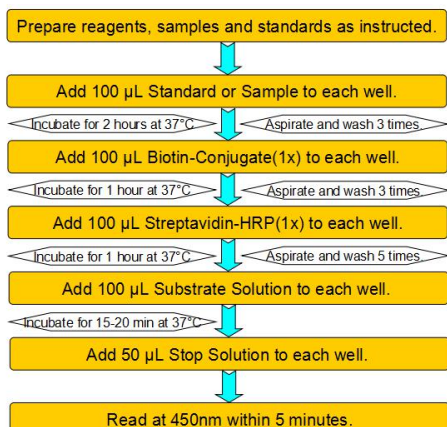 Prepare reagents, samples and standards as instructed.
Add 100 µL Standard or Sample to each well.
Incubate for 2 hours at 37°C
Aspirate and wash 3 times.
Add 100 µL Biotin-Conjugate(1x) to each well.
Incubate for 1 hour at 37°C
Aspirate and wash 3 times.
Add 100 µL Streptavidin-HRP(1x) to each well.
Incubate for 1 hour at 37°C
Aspirate and wash 5 times.
Add 100 µL Substrate Solution to each well.
Incubate for 15-20 min at 37°C
Add 50 µL Stop Solution to each well.
Read at 450nm within 5 minutes.